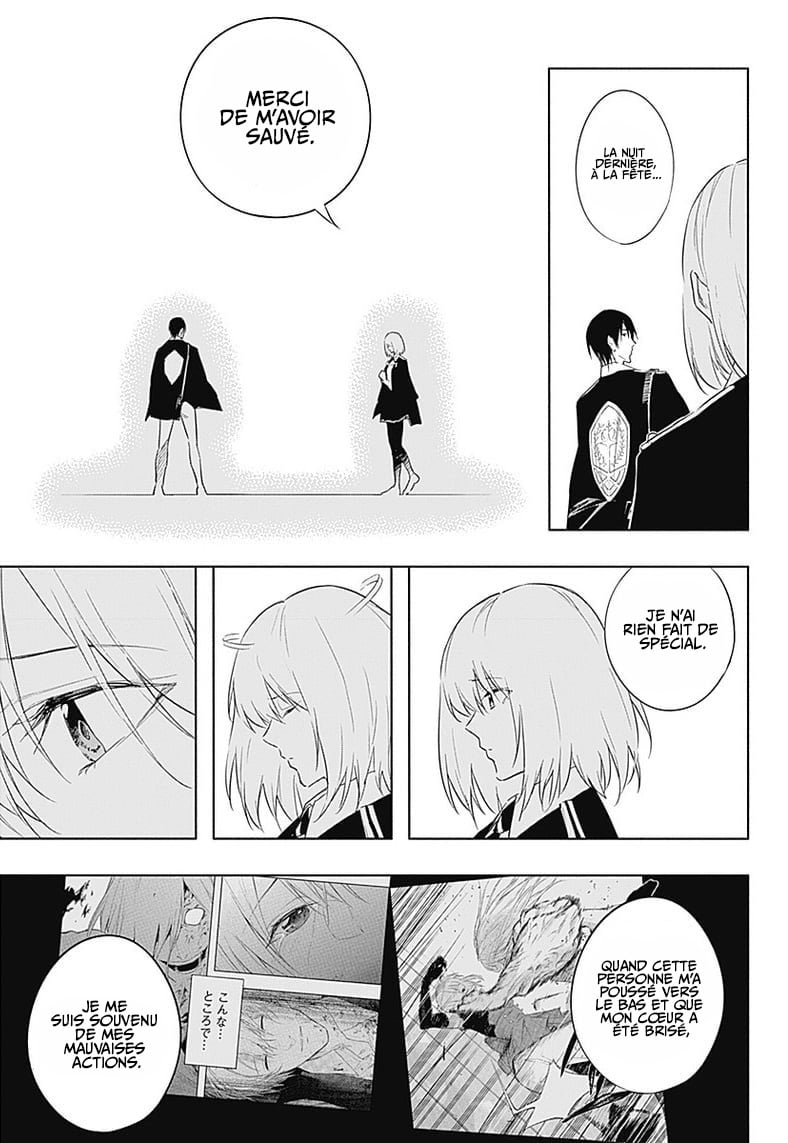 LA NUIT
DERNIÈRE,
À LA FÊTE...
MERCI
DE M'AVOIR
SAUVÉ.
JE N'AI
RIEN FAIT DE
SPÉCIAL.
QUAND CETTE
PERSONNE M'A
POUSSÉ VERS
LE BAS ET QUE
MON CŒUR A
ÉTÉ BRISÉ,
こんな…
ところで…
JE ME
SUIS SOUVENU
DE MES
MAUVAISES
ACTIONS.